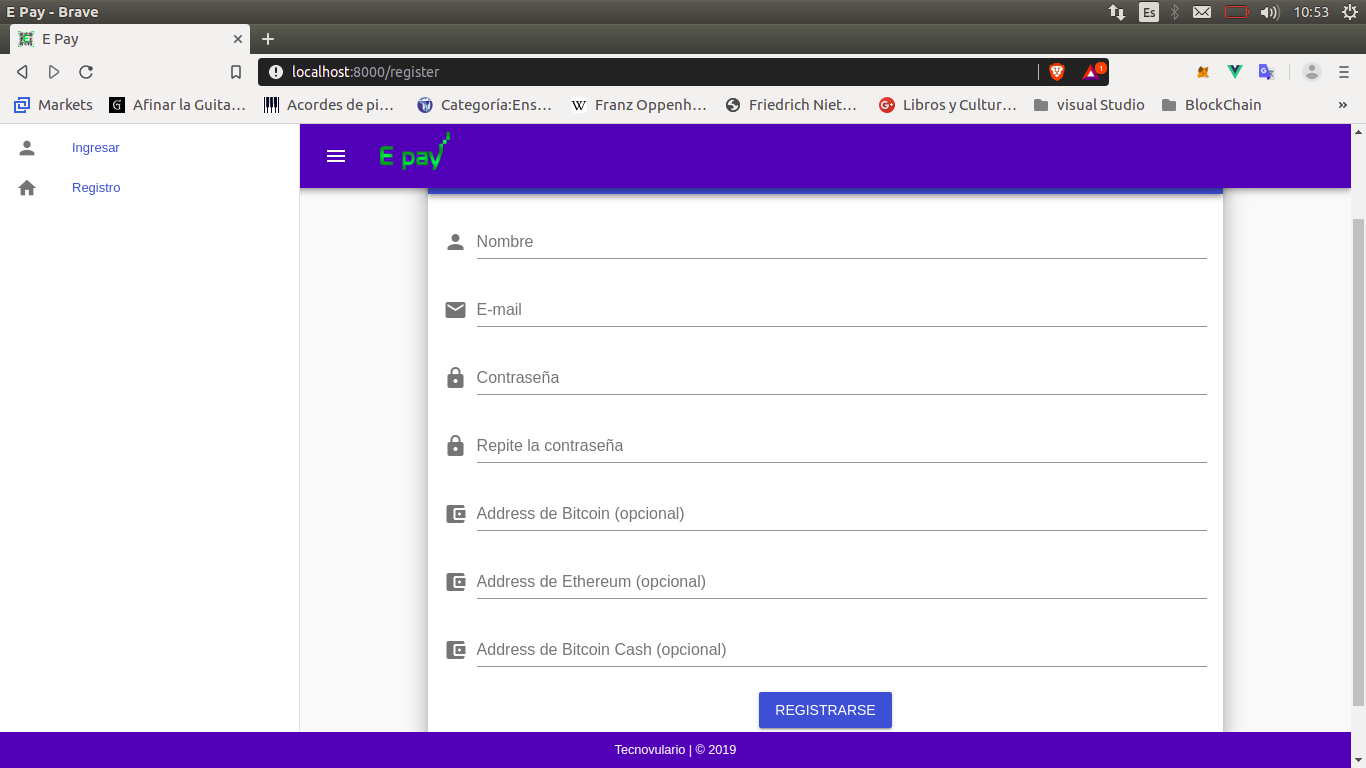 E Pay - Brave
Es
10:53
E Pay
localhost:8000/register
1
Markets
G Afinar la Guita…
Acordes de pi…
Categoría:Ens…
W Franz Oppenh…
Friedrich Niet…
G+ Libros y Cultur…
visual Studio
BlockChain
»
Ingresar
Registro
E pay
Nombre
E-mail
Contraseña
Repite la contraseña
Address de Bitcoin (opcional)
Address de Ethereum (opcional)
Address de Bitcoin Cash (opcional)
REGISTRARSE
Tecnovulario | © 2019